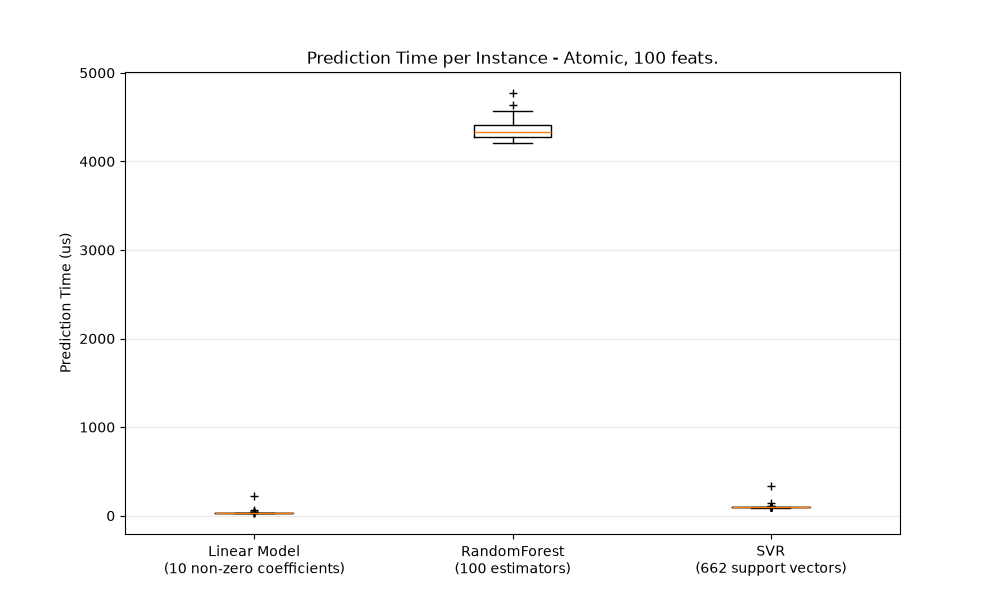 Prediction Time per Instance - Atomic, 100 feats.
Prediction Time (us)
5000
4000
3000
2000
1000
0
Linear Model
(10 non-zero coefficients)
RandomForest
(100 estimators)
SVR
(662 support vectors)